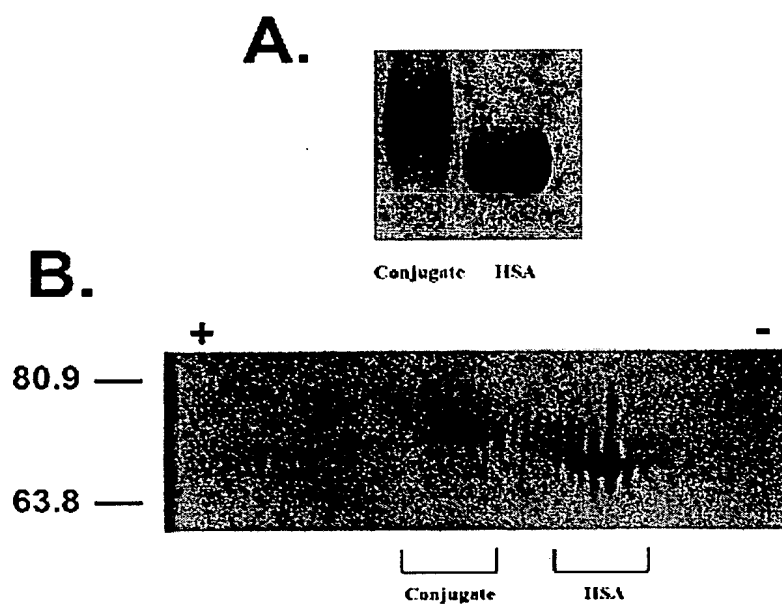 A.
Conjugate HSA
B.
+ -
80.9
63.8
Conjugate HSA